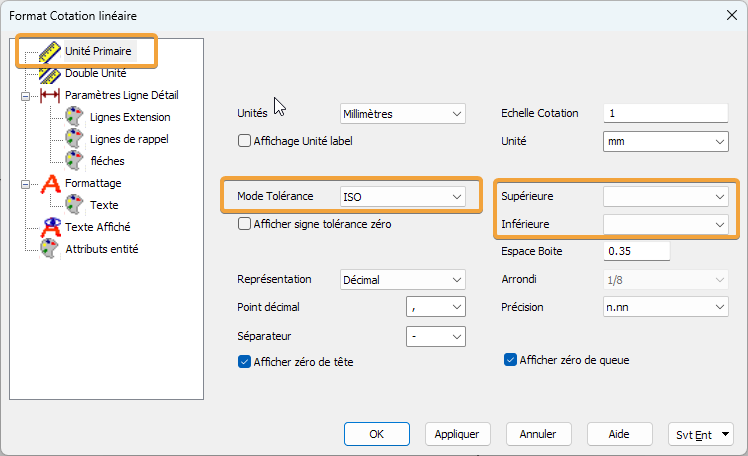 Format Cotation linéaire
Unité Primaire
Double Unité
Paramètres Ligne Détail
Lignes Extension
Lignes de rappel
fléches
Formattage
Texte
Texte Affiché
Attributs entité
Unités Millimètres
Affichage Unité label
Echelle Cotation 1
Unité mm
Mode Tolérance ISO
Afficher signe tolérance zéro
Supérieure
Inférieure
Espace Boite 0.35
Représentation Décimal
Arrondi 1/8
Point décimal ,
Précision n.nn
Séparateur -
Afficher zéro de tête
Afficher zéro de queue
OK Appliquer Annuler Aide Svt Ent